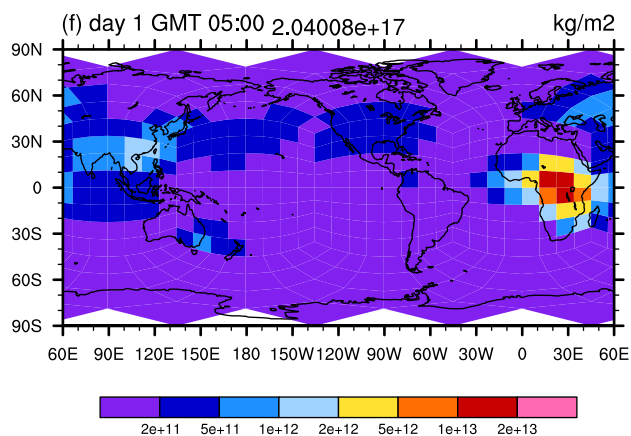 (f) day 1 GMT 05:00 2.04008e+17 kg/m2
90N
60N
30N
0
30S
60S
90S
60E 90E 120E 150E 180 150W 120W 90W 60W 30W 0 30E 60E
2e+11 5e+11 1e+12 2e+12 5e+12 1e+13 2e+13